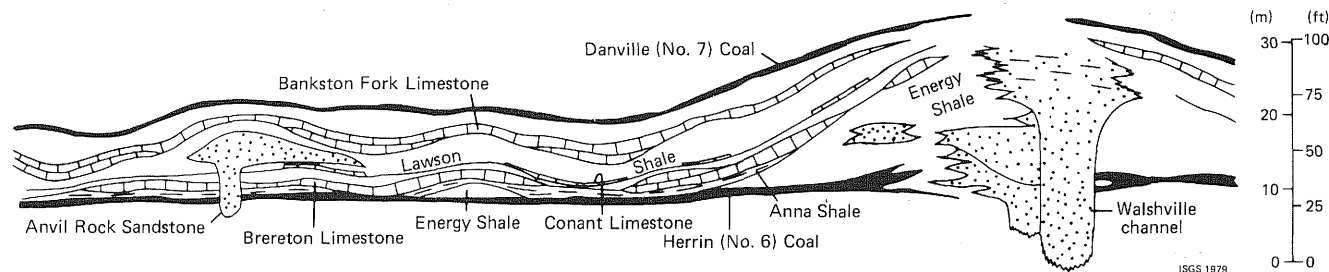 Danville (No. 7) Coal
Bankston Fork Limestone
Lawson
Shale
Energy
Shale
Anvil Rock Sandstone
Brereton Limestone
Energy Shale
Conant Limestone
Herrin (No. 6) Coal
Anna Shale
Walshville
channel
(m) (ft)
30 100
75
20
50
10
25
0 0
ISGS 1979